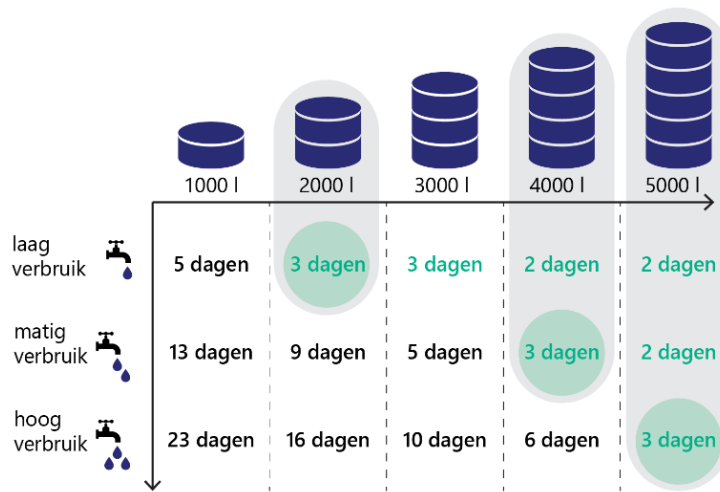 1000 l 2000 l 3000 l 4000 l 5000 l
laag
verbruik
5 dagen 3 dagen 3 dagen 2 dagen 2 dagen
matig
verbruik
13 dagen 9 dagen 5 dagen 3 dagen 2 dagen
hoog
verbruik
23 dagen 16 dagen 10 dagen 6 dagen 3 dagen